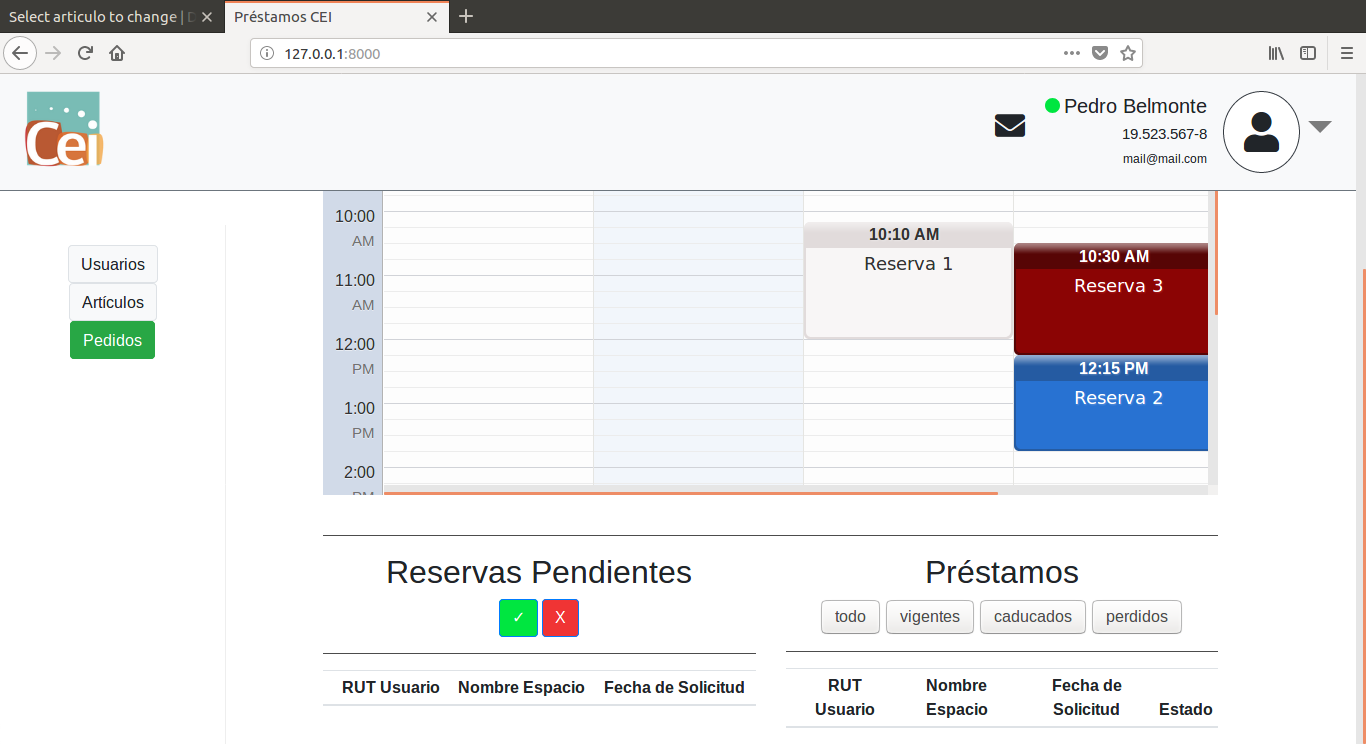 Select articulo to change | D
Préstamos CEI
127.0.0.1:8000
Cei
Pedro Belmonte
19.523.567-8
mail@mail.com
Usuarios
Artículos
Pedidos
10:00
AM
11:00
AM
12:00
PM
1:00
PM
2:00
PM
10:10 AM
Reserva 1
10:30 AM
Reserva 3
12:15 PM
Reserva 2
Reservas Pendientes
✓ X
RUT Usuario Nombre Espacio Fecha de Solicitud
Préstamos
todo vigentes caducados perdidos
RUT Nombre Fecha de
Usuario Espacio Solicitud Estado